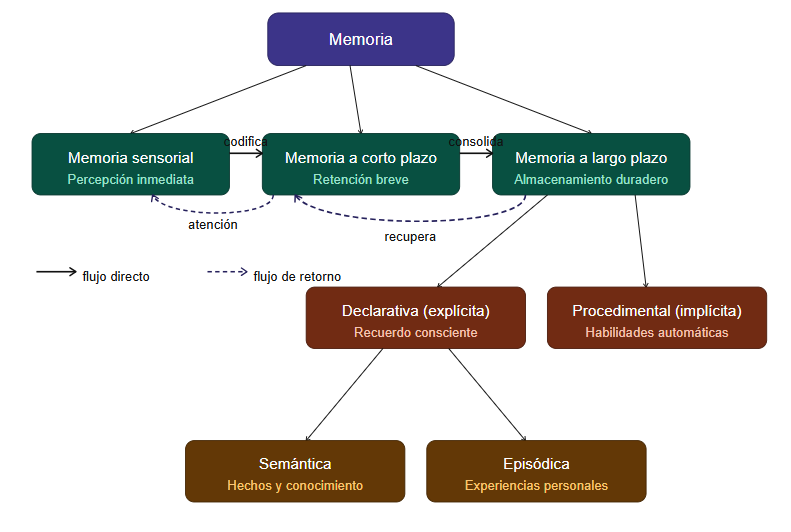 Memoria
codifica
consolida
Memoria sensorial
Percepción inmediata
Memoria a corto plazo
Retención breve
Memoria a largo plazo
Almacenamiento duradero
atención
recupera
flujo directo
flujo de retorno
Declarativa (explícita)
Recuerdo consciente
Procedimental (implícita)
Habilidades automáticas
Semántica
Hechos y conocimiento
Episódica
Experiencias personales